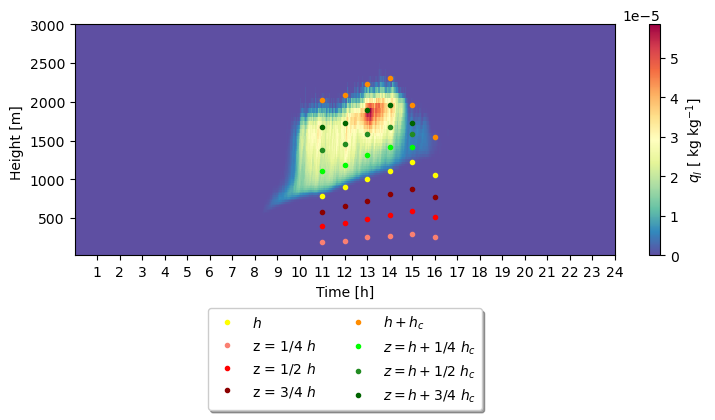 1e−5
3000
2500
2000
1500
1000
500
Height [m]
1 2 3 4 5 6 7 8 9 10 11 12 13 14 15 16 17 18 19 20 21 22 23 24
Time [h]
5
4
3
2
1
0
q_l [ kg kg⁻¹]
h
z = 1/4 h
z = 1/2 h
z = 3/4 h
h + h_c
z = h + 1/4 h_c
z = h + 1/2 h_c
z = h + 3/4 h_c